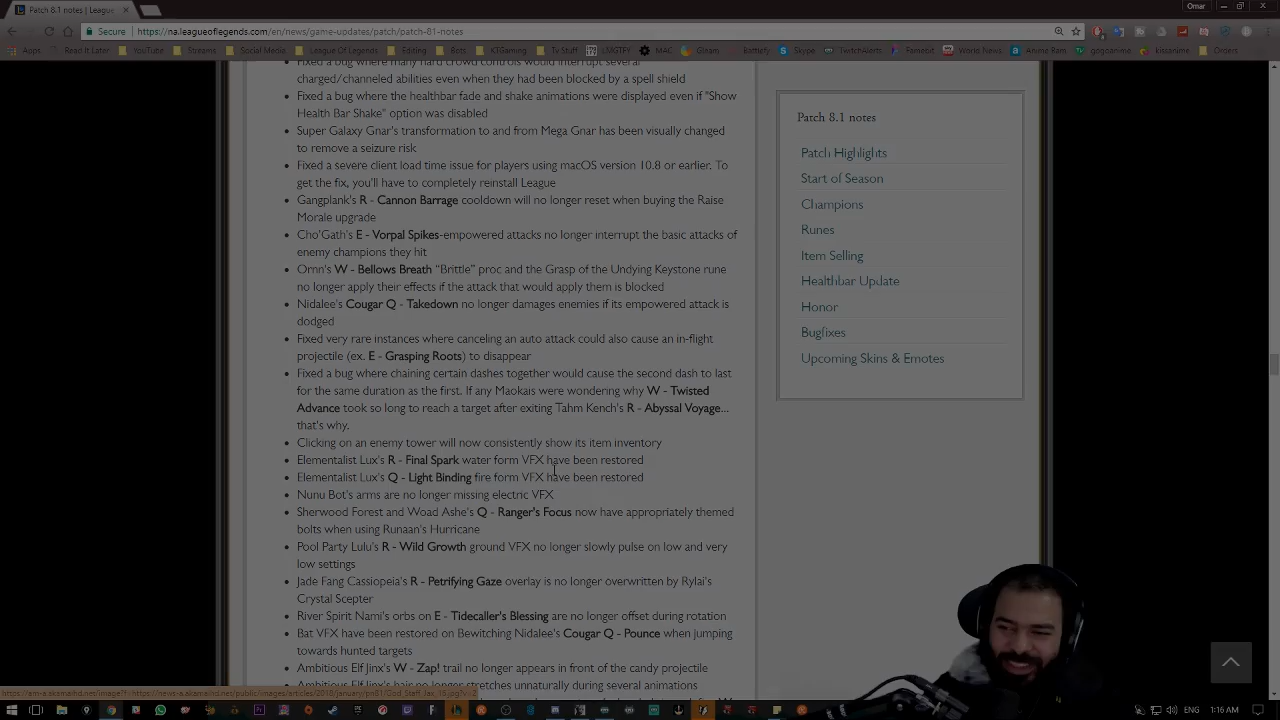 Patch 8.1 notes | League
Omar
Secure
https://na.leagueoflegends.com/en/news/game-updates/patch/patch-81-notes
Apps Read It Later YouTube Streams Social Media League Of Legends Editing Bots KTGaming To Stuff LMGTFY MAC Gleam Battlefy Skype TwitchAlerts Famebit World News Anime Rans gogoanime kissanime Orders
Fixed a bug where many hard crowd controls would interrupt several
charged/channeled abilities even when they had been blocked by a spell shield
Fixed a bug where the healthbar fade and shake animations were displayed even if "Show
Health Bar Shake" option was disabled
Super Galaxy Gnar's transformation to and from Mega Gnar has been visually changed
to remove a seizure risk
Fixed a severe client load time issue for players using macOS version 10.8 or earlier. To
get the fix, you'll have to completely reinstall League
Gangplank's R - Cannon Barrage cooldown will no longer reset when buying the Raise
Morale upgrade
Cho'Gath's E - Vorpal Spikes-empowered attacks no longer interrupt the basic attacks of
enemy champions they hit
Ornn's W - Bellows Breath “Brittle” proc and the Grasp of the Undying Keystone rune
no longer apply their effects if the attack that would apply them is blocked
Nidalee's Cougar Q - Takedown no longer damages enemies if its empowered attack is
dodged
Fixed very rare instances where canceling an auto attack could also cause an in-flight
projectile (ex. E - Grasping Roots) to disappear
Fixed a bug where chaining certain dashes together would cause the second dash to last
for the same duration as the first. If any Maokais were wondering why W - Twisted
Advance took so long to reach a target after exiting Tahm Kench's R - Abyssal Voyage...
that's why.
Clicking on an enemy tower will now consistently show its item inventory
Elementalist Lux's R - Final Spark water form VFX have been restored
Elementalist Lux's Q - Light Binding fire form VFX have been restored
Nunu Bot's arms are no longer missing electric VFX
Sherwood Forest and Woad Ashe's Q - Ranger's Focus now have appropriately themed
bolts when using Runaan's Hurricane
Pool Party Lulu's R - Wild Growth ground VFX no longer slowly pulse on low and very
low settings
Jade Fang Cassiopeia's R - Petrifying Gaze overlay is no longer overwritten by Rylai's
Crystal Scepter
River Spirit Nami's orbs on E - Tidecaller's Blessing are no longer offset during rotation
Bat VFX have been restored on Bewitching Nidalee's Cougar Q - Pounce when jumping
towards hunted targets
Ambitious Elf Jinx's W - Zap! trail no longer appears in front of the candy projectile
Ambitious Elf Jinx's hair no longer stretches unnaturally during several animations
Patch 8.1 notes
Patch Highlights
Start of Season
Champions
Runes
Item Selling
Healthbar Update
Honor
Bugfixes
Upcoming Skins & Emotes
1:16 AM